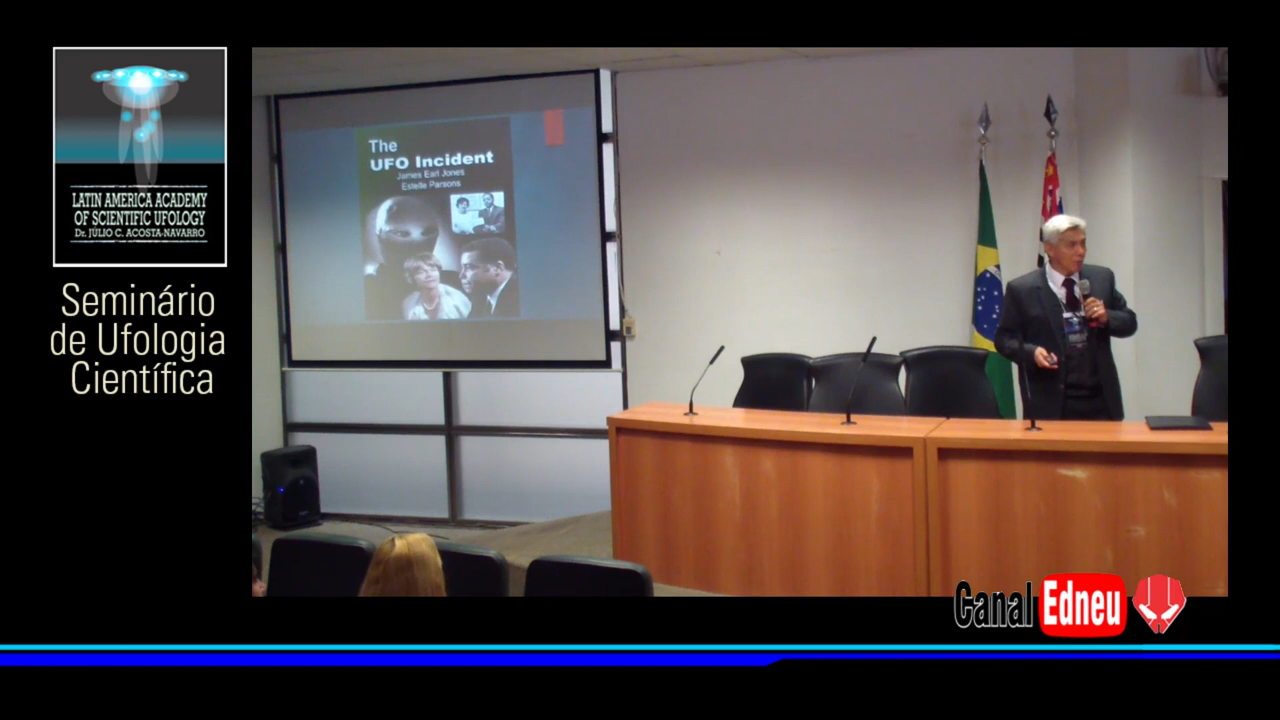 LATIN AMERICA ACADEMY
OF SCIENTIFIC UFOLOGY
Dr. JÚLIO C. ACOSTA-NAVARRO
Seminário
de Ufologia
Científica
The
UFO Incident
James Earl Jones
Estelle Parsons
Canal Edneu